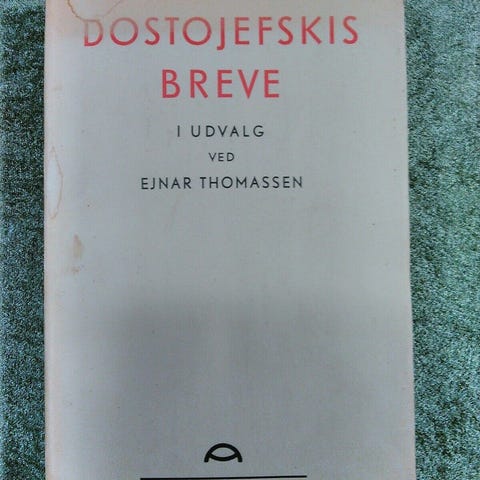 DOSTOJEFSKIS
BREVE
I UDVALG
VED
EJNAR THOMASSEN